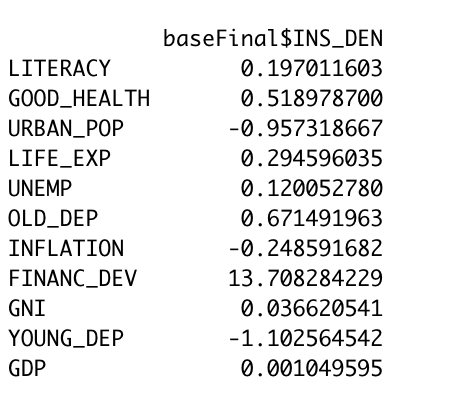 baseFinal$INS_DEN
LITERACY 0.197011603
GOOD_HEALTH 0.518978700
URBAN_POP -0.957318667
LIFE_EXP 0.294596035
UNEMP 0.120052780
OLD_DEP 0.671491963
INFLATION -0.248591682
FINANC_DEV 13.708284229
GNI 0.036620541
YOUNG_DEP -1.102564542
GDP 0.001049595